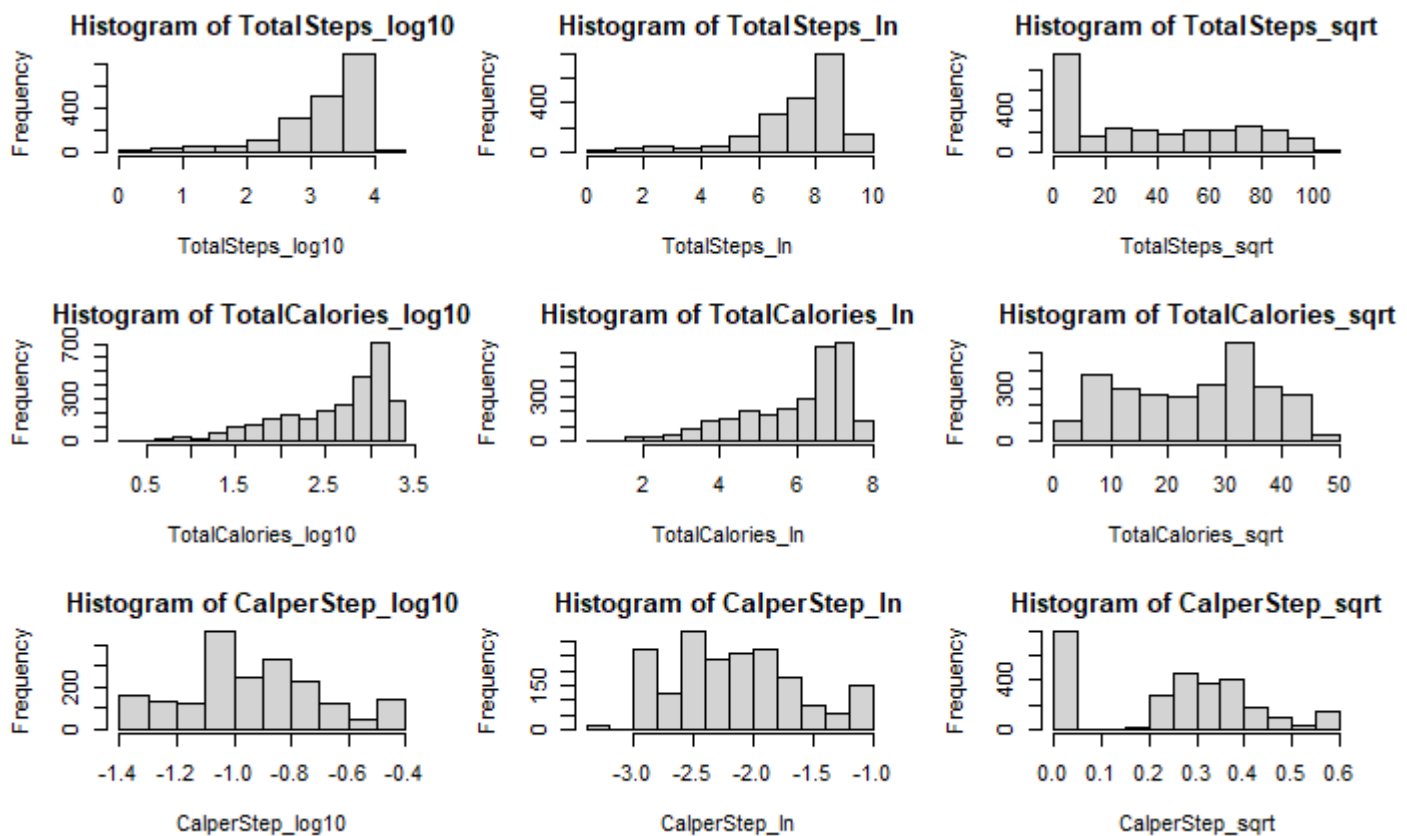 Histogram of TotalSteps_log10
Frequency
0 400
0 1 2 3 4
TotalSteps_log10
Histogram of TotalSteps_ln
Frequency
0 400
0 2 4 6 8 10
TotalSteps_ln
Histogram of TotalSteps_sqrt
Frequency
0 400
0 20 40 60 80 100
TotalSteps_sqrt
Histogram of TotalCalories_log10
Frequency
0 300 700
0.5 1.5 2.5 3.5
TotalCalories_log10
Histogram of TotalCalories_ln
Frequency
0 300
2 4 6 8
TotalCalories_ln
Histogram of TotalCalories_sqrt
Frequency
0 300
0 10 20 30 40 50
TotalCalories_sqrt
Histogram of CalperStep_log10
Frequency
0 200
-1.4 -1.2 -1.0 -0.8 -0.6 -0.4
CalperStep_log10
Histogram of CalperStep_ln
Frequency
0 150
-3.0 -2.5 -2.0 -1.5 -1.0
CalperStep_ln
Histogram of CalperStep_sqrt
Frequency
0 400
0.0 0.1 0.2 0.3 0.4 0.5 0.6
CalperStep_sqrt